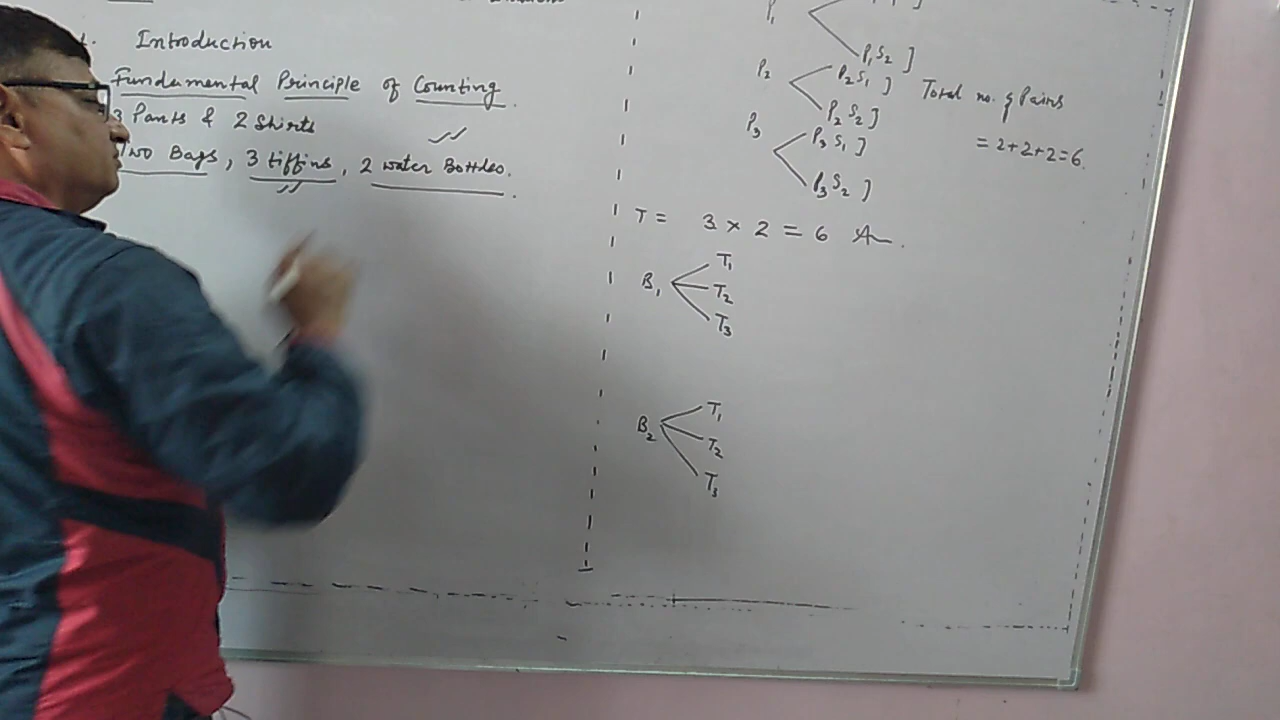 1. Introduction
Fundamental Principle of Counting.
3 Pants & 2 Shirts
Two Bags, 3 tiffins, 2 water Bottles.
P₁
P₁S₂]
P₂
P₂S₁]
P₂S₂]
P₃
P₃S₁]
P₃S₂]
Total no. of Pairs
= 2+2+2=6.
T = 3 × 2 = 6
B₁
T₁
T₂
T₃
B₂
T₁
T₂
T₃